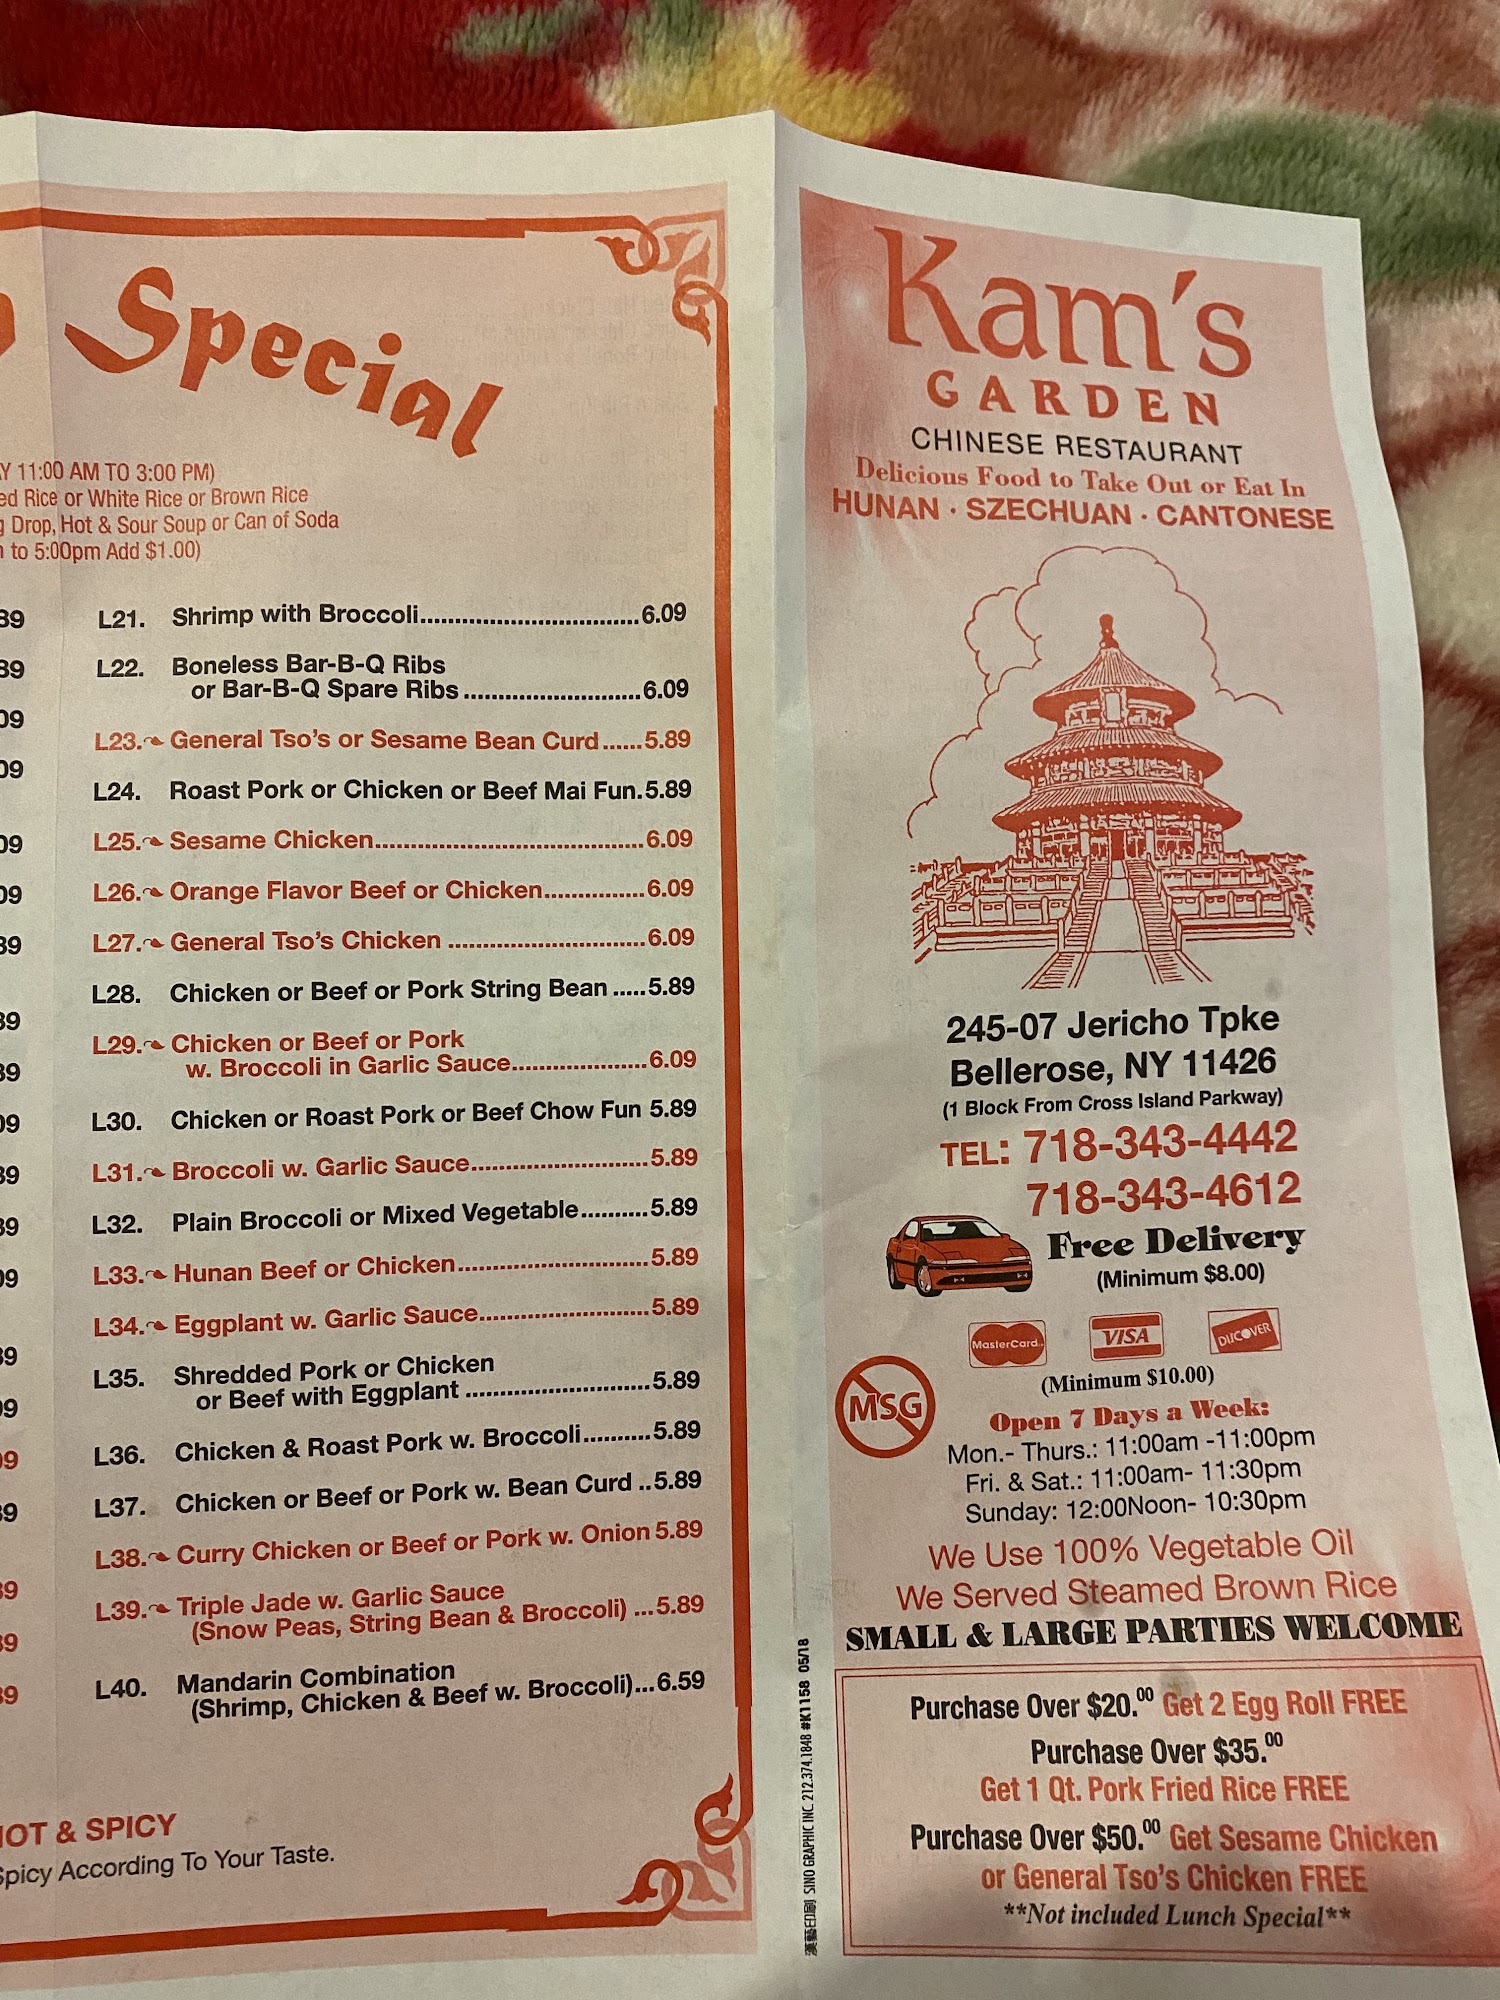 Special
11:00 AM TO 3:00 PM)
Rice or White Rice or Brown Rice
Drop, Hot & Sour Soup or Can of Soda
to 5:00pm Add $1.00)
L21. Shrimp with Broccoli 6.09
L22. Boneless Bar-B-Q Ribs
or Bar-B-Q Spare Ribs 6.09
L23. General Tso's or Sesame Bean Curd 5.89
L24. Roast Pork or Chicken or Beef Mai Fun. 5.89
L25. Sesame Chicken 6.09
L26. Orange Flavor Beef or Chicken 6.09
L27. General Tso's Chicken 6.09
L28. Chicken or Beef or Pork String Bean 5.89
L29. Chicken or Beef or Pork
w. Broccoli in Garlic Sauce 6.09
L30. Chicken or Roast Pork or Beef Chow Fun 5.89
L31. Broccoli w. Garlic Sauce 5.89
L32. Plain Broccoli or Mixed Vegetable 5.89
L33. Hunan Beef or Chicken 5.89
L34. Eggplant w. Garlic Sauce 5.89
L35. Shredded Pork or Chicken
or Beef with Eggplant 5.89
L36. Chicken & Roast Pork w. Broccoli 5.89
L37. Chicken or Beef or Pork w. Bean Curd 5.89
L38. Curry Chicken or Beef or Pork w. Onion 5.89
L39. Triple Jade w. Garlic Sauce
(Snow Peas, String Bean & Broccoli) 5.89
L40. Mandarin Combination
(Shrimp, Chicken & Beef w. Broccoli) 6.59
HOT & SPICY
Spicy According To Your Taste.
漢藝印刷 SINO GRAPHIC INC. 212.374.1848 #K1158 05/18
Kam's
GARDEN
CHINESE RESTAURANT
Delicious Food to Take Out or Eat In
HUNAN · SZECHUAN · CANTONESE
245-07 Jericho Tpke
Bellerose, NY 11426
(1 Block From Cross Island Parkway)
TEL: 718-343-4442
718-343-4612
Free Delivery
(Minimum $8.00)
MasterCard VISA DISCOVER
(Minimum $10.00)
MSG
Open 7 Days a Week:
Mon.- Thurs.: 11:00am -11:00pm
Fri. & Sat.: 11:00am- 11:30pm
Sunday: 12:00Noon- 10:30pm
We Use 100% Vegetable Oil
We Served Steamed Brown Rice
SMALL & LARGE PARTIES WELCOME
Purchase Over $20.00 Get 2 Egg Roll FREE
Purchase Over $35.00
Get 1 Qt. Pork Fried Rice FREE
Purchase Over $50.00 Get Sesame Chicken
or General Tso's Chicken FREE
**Not included Lunch Special**